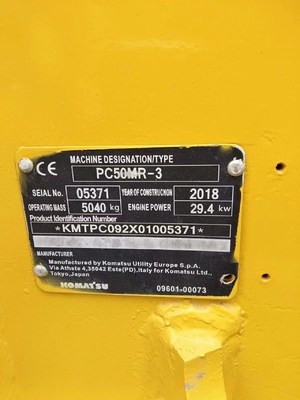 CE MACHINE DESIGNATION/TYPE
PC50MR-3
SEIAL No. 05371 YEAR OF CONSTRUCNION 2018
OPERATING MASS 5040 kg ENGINE POWER 29.4 kw
Product Identification Number
*KMTPC092X01005371*
MANUFACTURER
Manufactured by Komatsu Utility Europe S.p.A.
Via Athste 4,35042 Este(PD),Italy for Komatsu Ltd.,
Tokyo,Japan
KOMATSU
09601-00073